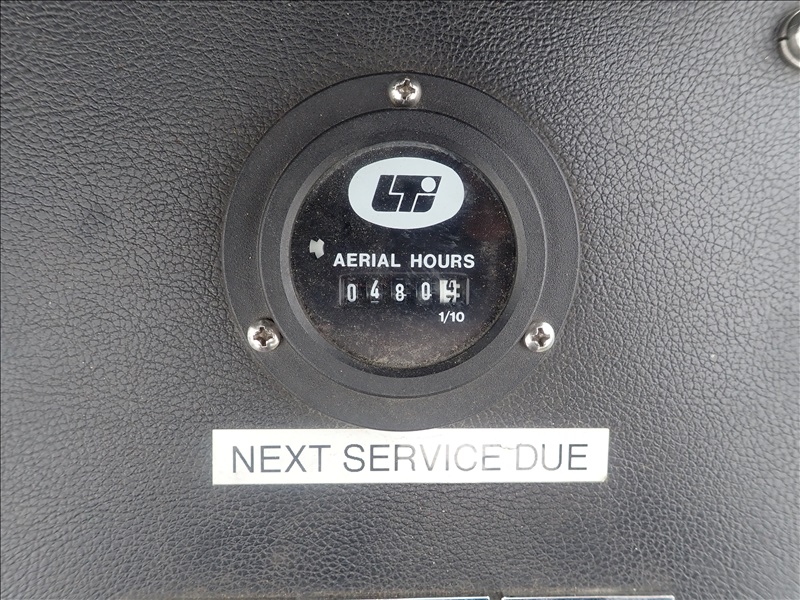 LTI
AERIAL HOURS
0480
1/10
NEXT SERVICE DUE